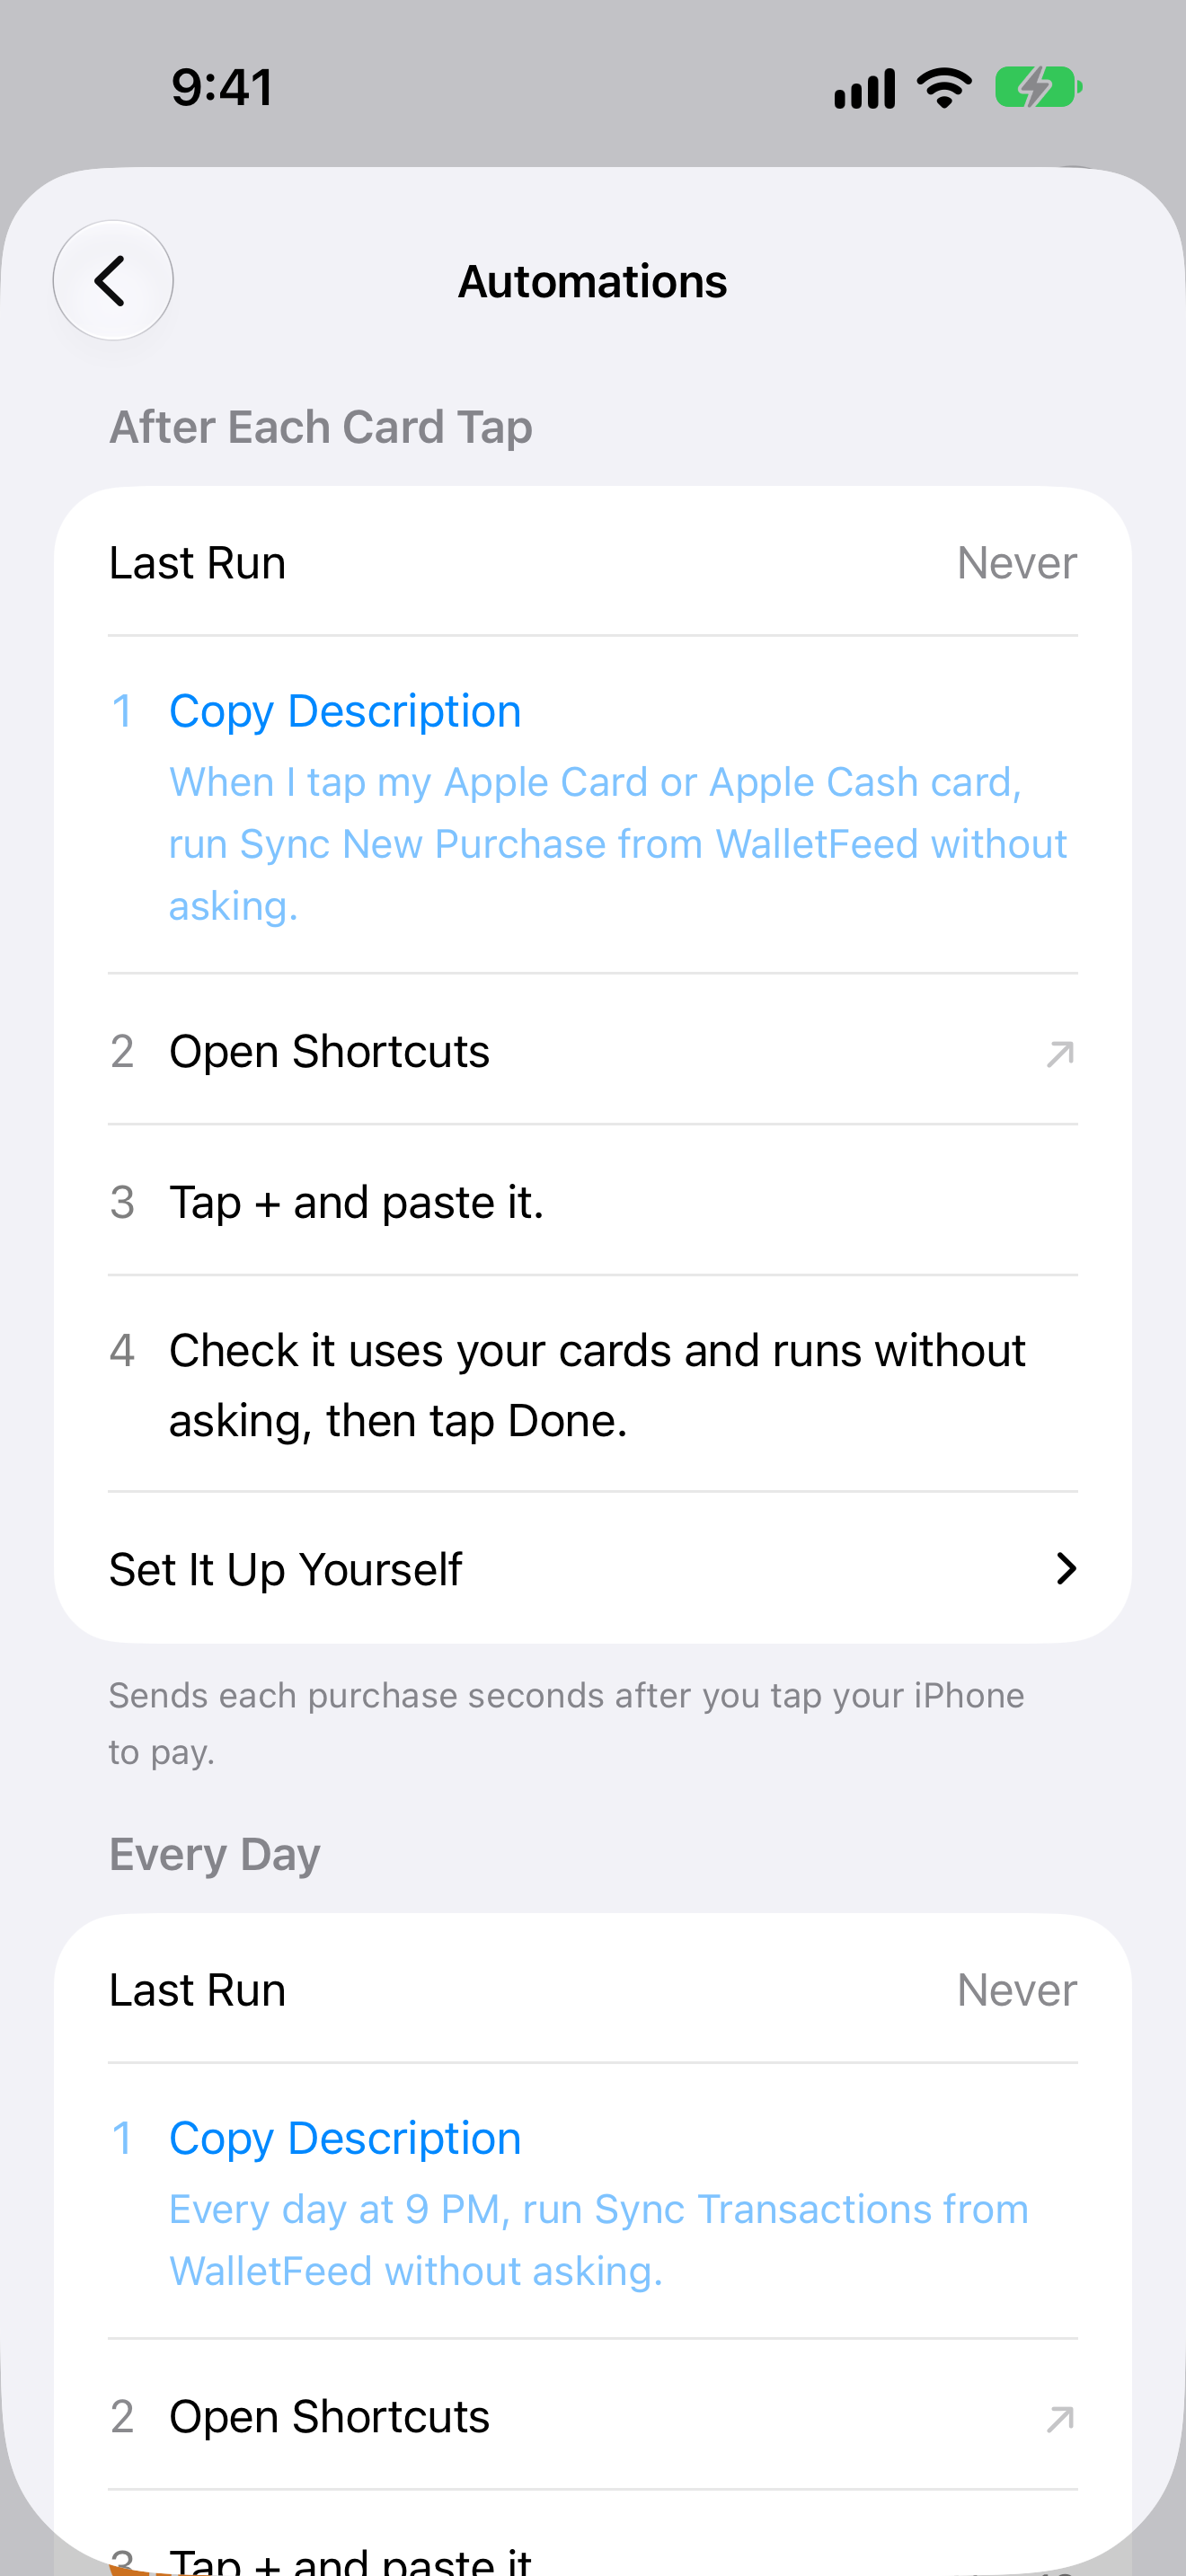 9:41
Automations
After Each Card Tap
Last Run Never
1 Copy Description
When I tap my Apple Card or Apple Cash card,
run Sync New Purchase from WalletFeed without
asking.
2 Open Shortcuts
3 Tap + and paste it.
4 Check it uses your cards and runs without
asking, then tap Done.
Set It Up Yourself
Sends each purchase seconds after you tap your iPhone
to pay.
Every Day
Last Run Never
1 Copy Description
Every day at 9 PM, run Sync Transactions from
WalletFeed without asking.
2 Open Shortcuts
3 Tap + and paste it